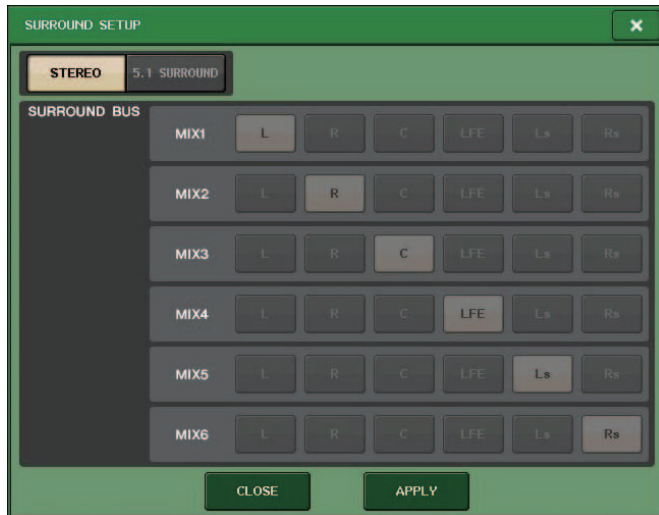 SURROUND SETUP ×
STEREO 5.1 SURROUND
SURROUND BUS
MIX1 L R C LFE Ls Rs
MIX2 L R C LFE Ls Rs
MIX3 L R C LFE Ls Rs
MIX4 L R C LFE Ls Rs
MIX5 L R C LFE Ls Rs
MIX6 L R C LFE Ls Rs
CLOSE APPLY